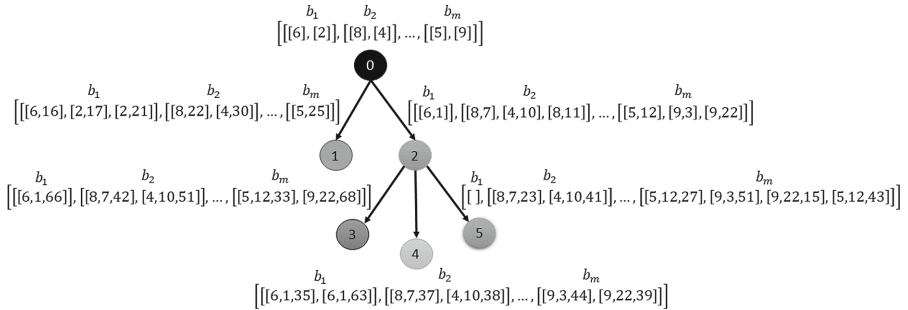 b₁ b₂ bₘ
[[[6], [2]], [[8], [4]], ..., [[5], [9]]]
0
b₁ b₂ bₘ b₁ b₂ bₘ
[[[6,16], [2,17], [2,21]], [[8,22], [4,30]], ..., [[5,25]]] [[[6,1]], [[8,7], [4,10], [8,11]], ..., [[5,12], [9,3], [9,22]]]
1 2
b₁ b₂ bₘ b₁ b₂ bₘ
[[[6,1,66]], [[8,7,42], [4,10,51]], ..., [[5,12,33], [9,22,68]]] [[ ], [[8,7,23], [4,10,41]], ..., [[5,12,27], [9,3,51], [9,22,15], [5,12,43]]]
3 4 5
b₁ b₂ bₘ
[[[6,1,35], [6,1,63]], [[8,7,37], [4,10,38]], ..., [[9,3,44], [9,22,39]]]